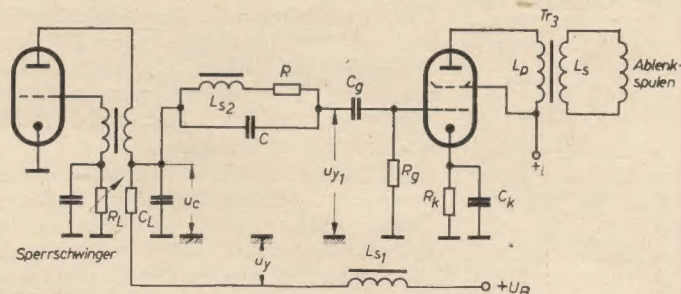 Tr3
Lp
Ls
Ablenk-
spulen
R
Ls2
C
Cg
uy1
Rg
Rk
Ck
RL
CL
uc
Sperrschwinger
uy
Ls1
+UB